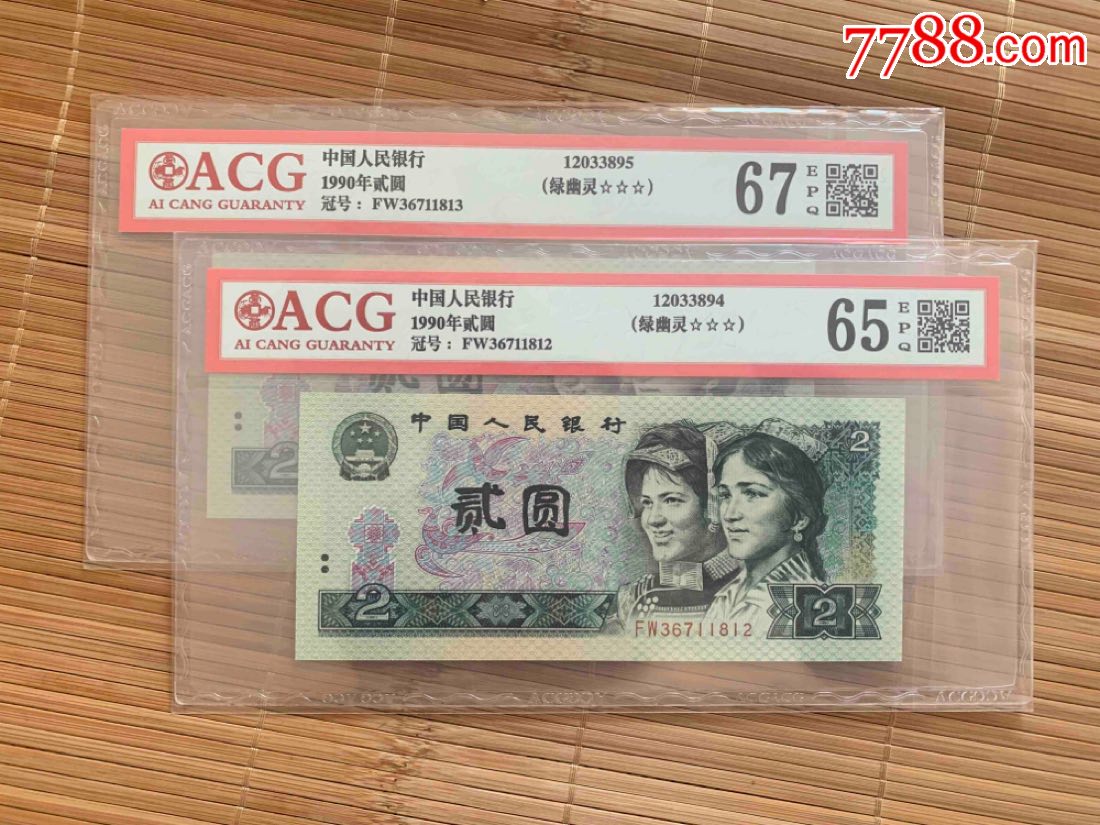 7788.com
ACG
AI CANG GUARANTY
中国人民银行
1990年贰圆
冠号：FW36711813
12033895
（绿幽灵☆☆☆）
67
EPQ
ACG
AI CANG GUARANTY
中国人民银行
1990年贰圆
冠号：FW36711812
12033894
（绿幽灵☆☆☆）
65
EPQ
贰圆
2
中国人民银行
2
贰圆
2
2
FW36711812